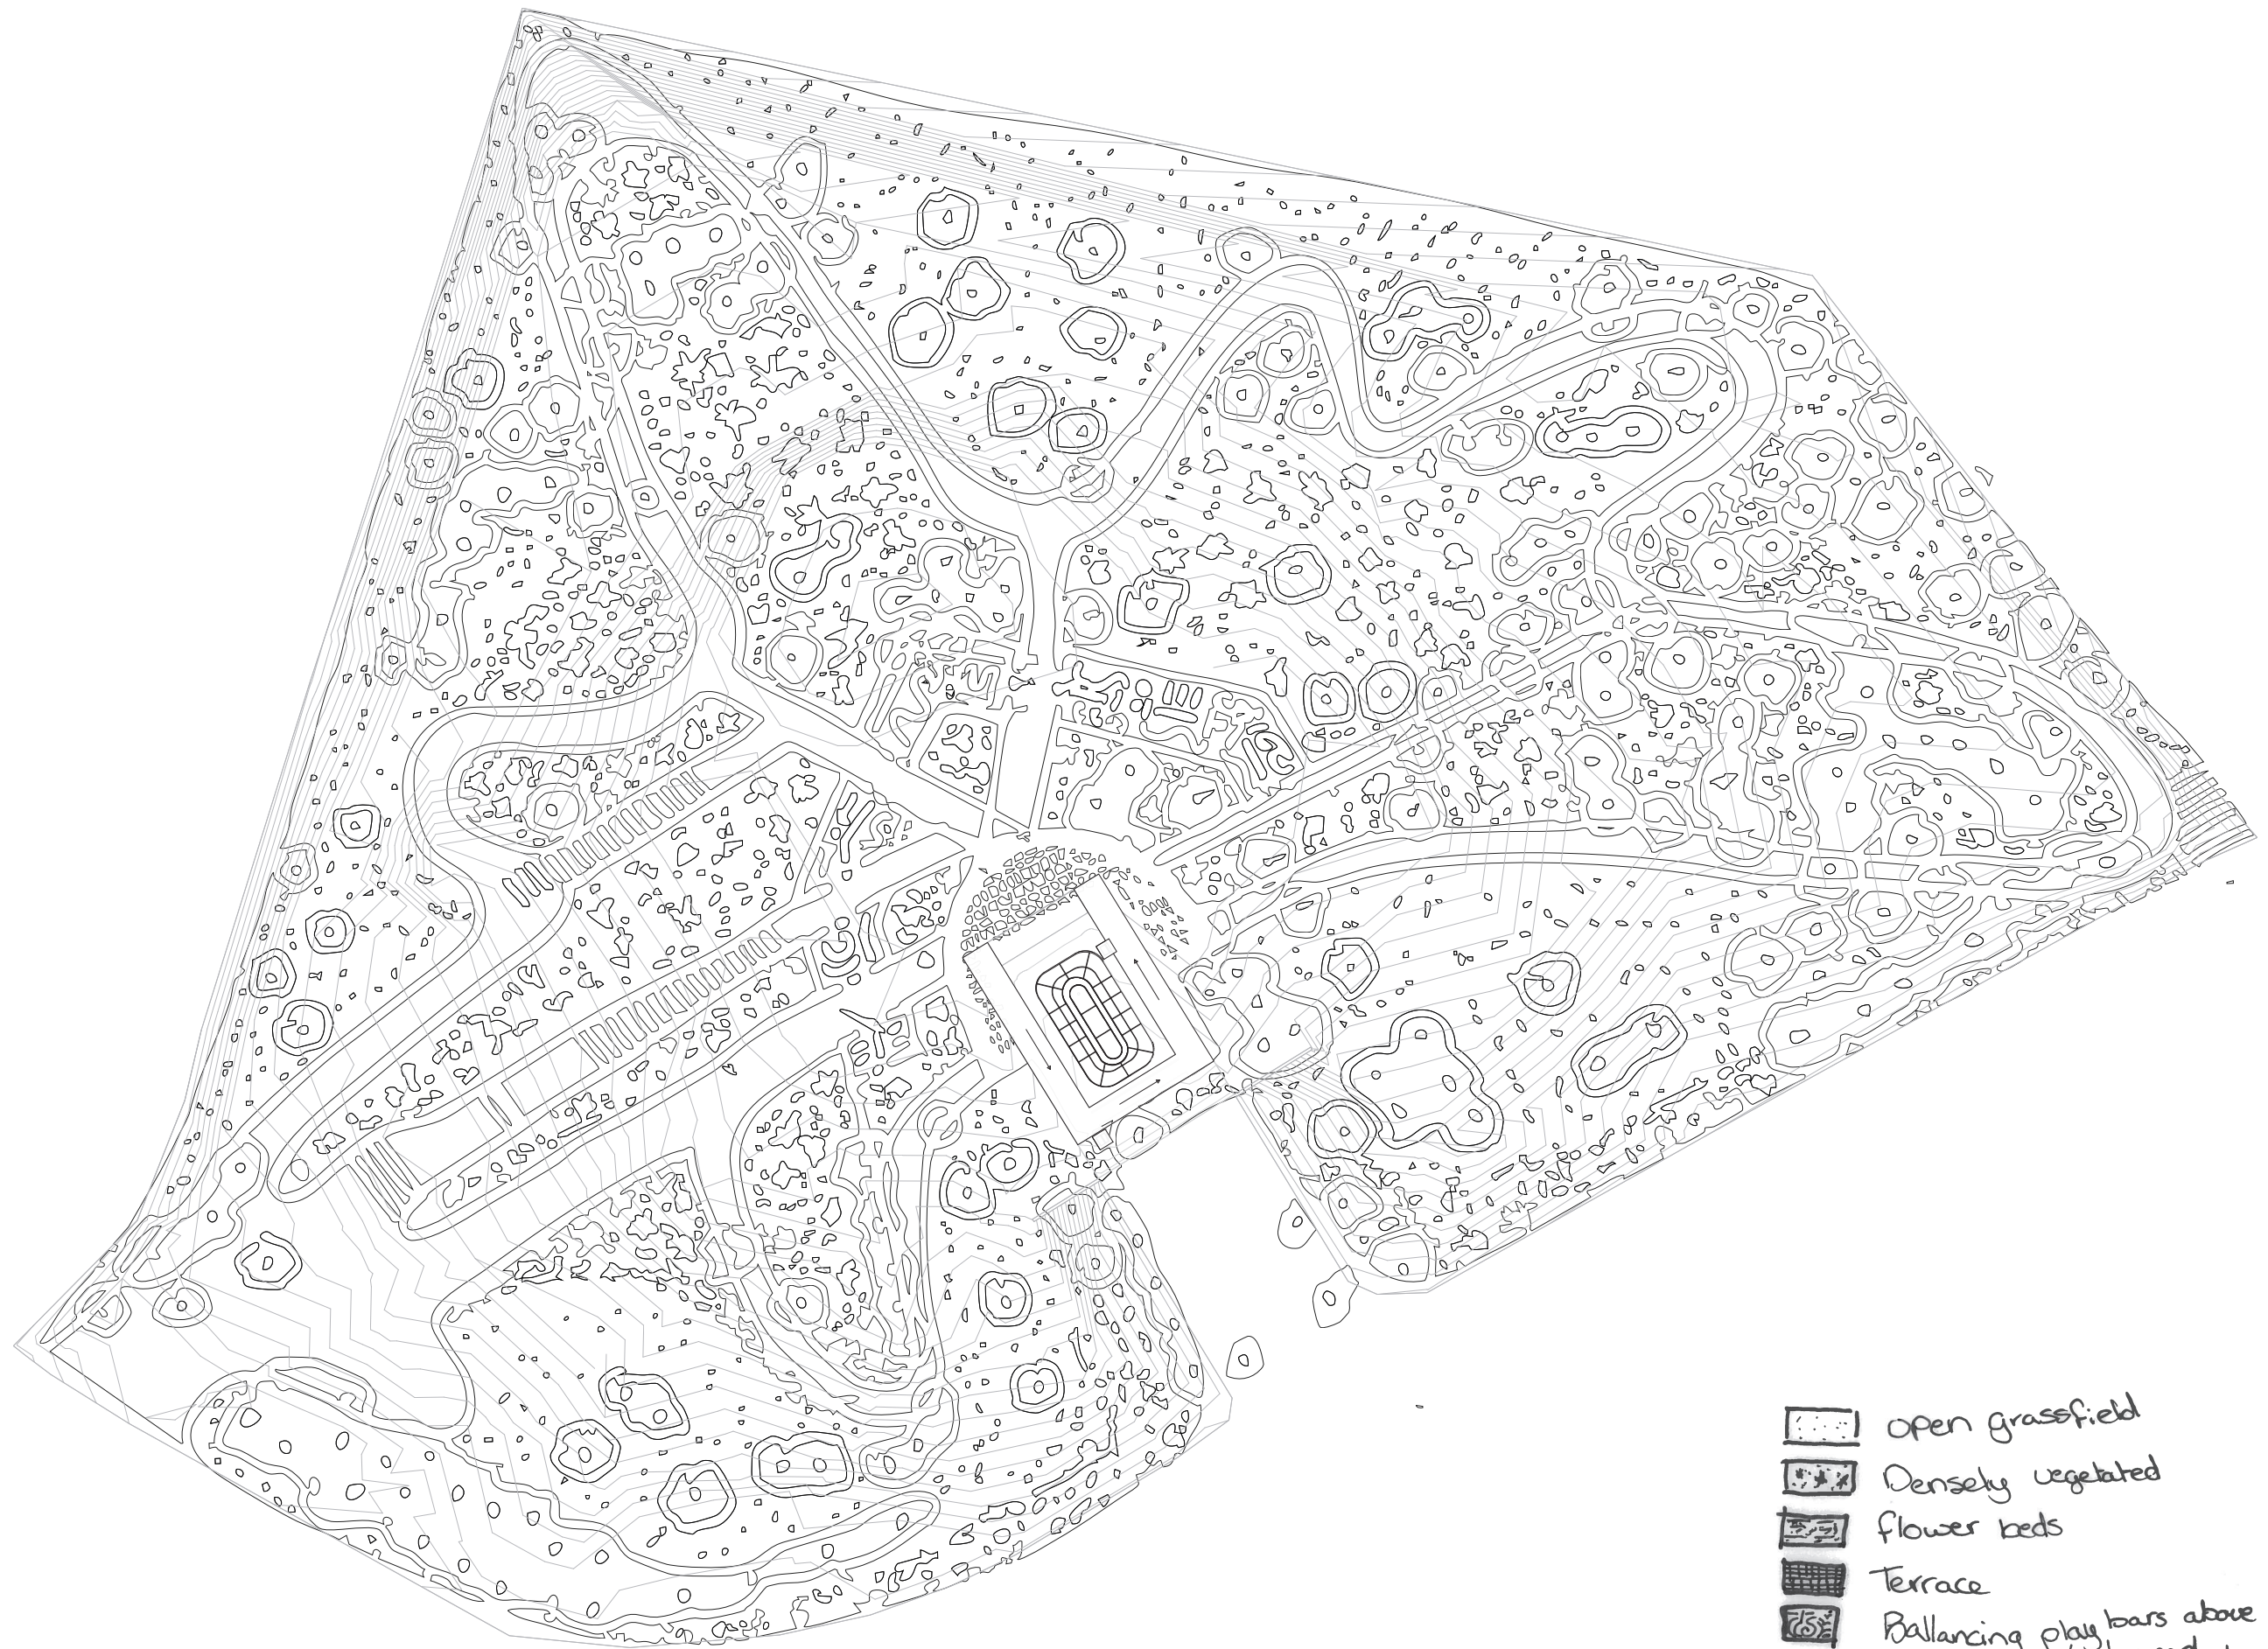 open grassfield
Densely vegetated
flower beds
Terrace
Ballancing play bars above